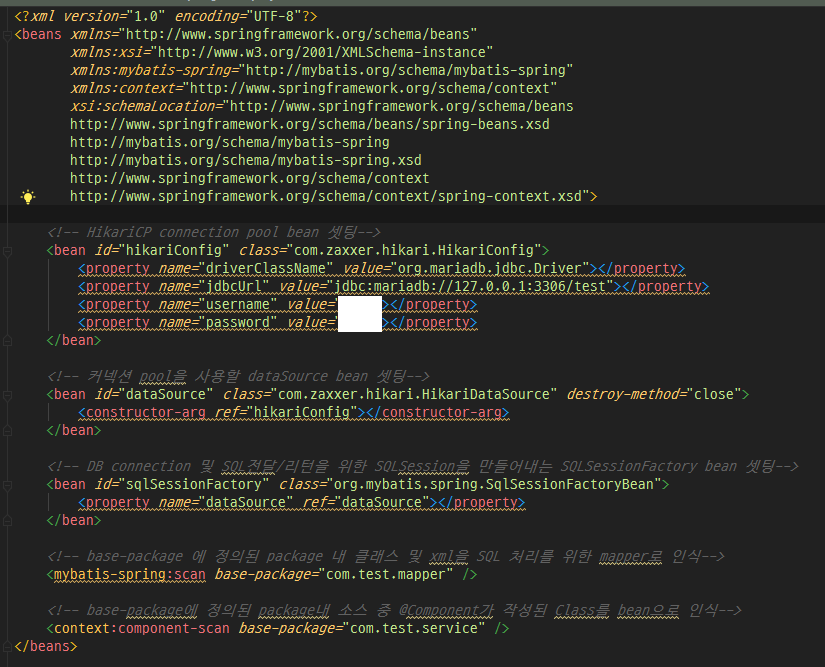 <?xml version="1.0" encoding="UTF-8"?>
<beans xmlns="http://www.springframework.org/schema/beans"
xmlns:xsi="http://www.w3.org/2001/XMLSchema-instance"
xmlns:mybatis-spring="http://mybatis.org/schema/mybatis-spring"
xmlns:context="http://www.springframework.org/schema/context"
xsi:schemaLocation="http://www.springframework.org/schema/beans
http://www.springframework.org/schema/beans/spring-beans.xsd
http://mybatis.org/schema/mybatis-spring
http://mybatis.org/schema/mybatis-spring.xsd
http://www.springframework.org/schema/context
http://www.springframework.org/schema/context/spring-context.xsd">
<!-- HikariCP connection pool bean 셋팅-->
<bean id="hikariConfig" class="com.zaxxer.hikari.HikariConfig">
<property name="driverClassName" value="org.mariadb.jdbc.Driver"></property>
<property name="jdbcUrl" value="jdbc:mariadb://127.0.0.1:3306/test"></property>
<property name="username" value="></property>
<property name="password" value="></property>
</bean>
<!-- 커넥션 pool을 사용할 dataSource bean 셋팅-->
<bean id="dataSource" class="com.zaxxer.hikari.HikariDataSource" destroy-method="close">
<constructor-arg ref="hikariConfig"></constructor-arg>
</bean>
<!-- DB connection 및 SQL전달/리턴을 위한 SQLSession을 만들어내는 SQLSessionFactory bean 셋팅-->
<bean id="sqlSessionFactory" class="org.mybatis.spring.SqlSessionFactoryBean">
<property name="dataSource" ref="dataSource"></property>
</bean>
<!-- base-package 에 정의된 package 내 클래스 및 xml을 SQL 처리를 위한 mapper로 인식-->
<mybatis-spring:scan base-package="com.test.mapper" />
<!-- base-package에 정의된 package내 소스 중 @Component가 작성된 Class를 bean으로 인식-->
<context:component-scan base-package="com.test.service" />
</beans>